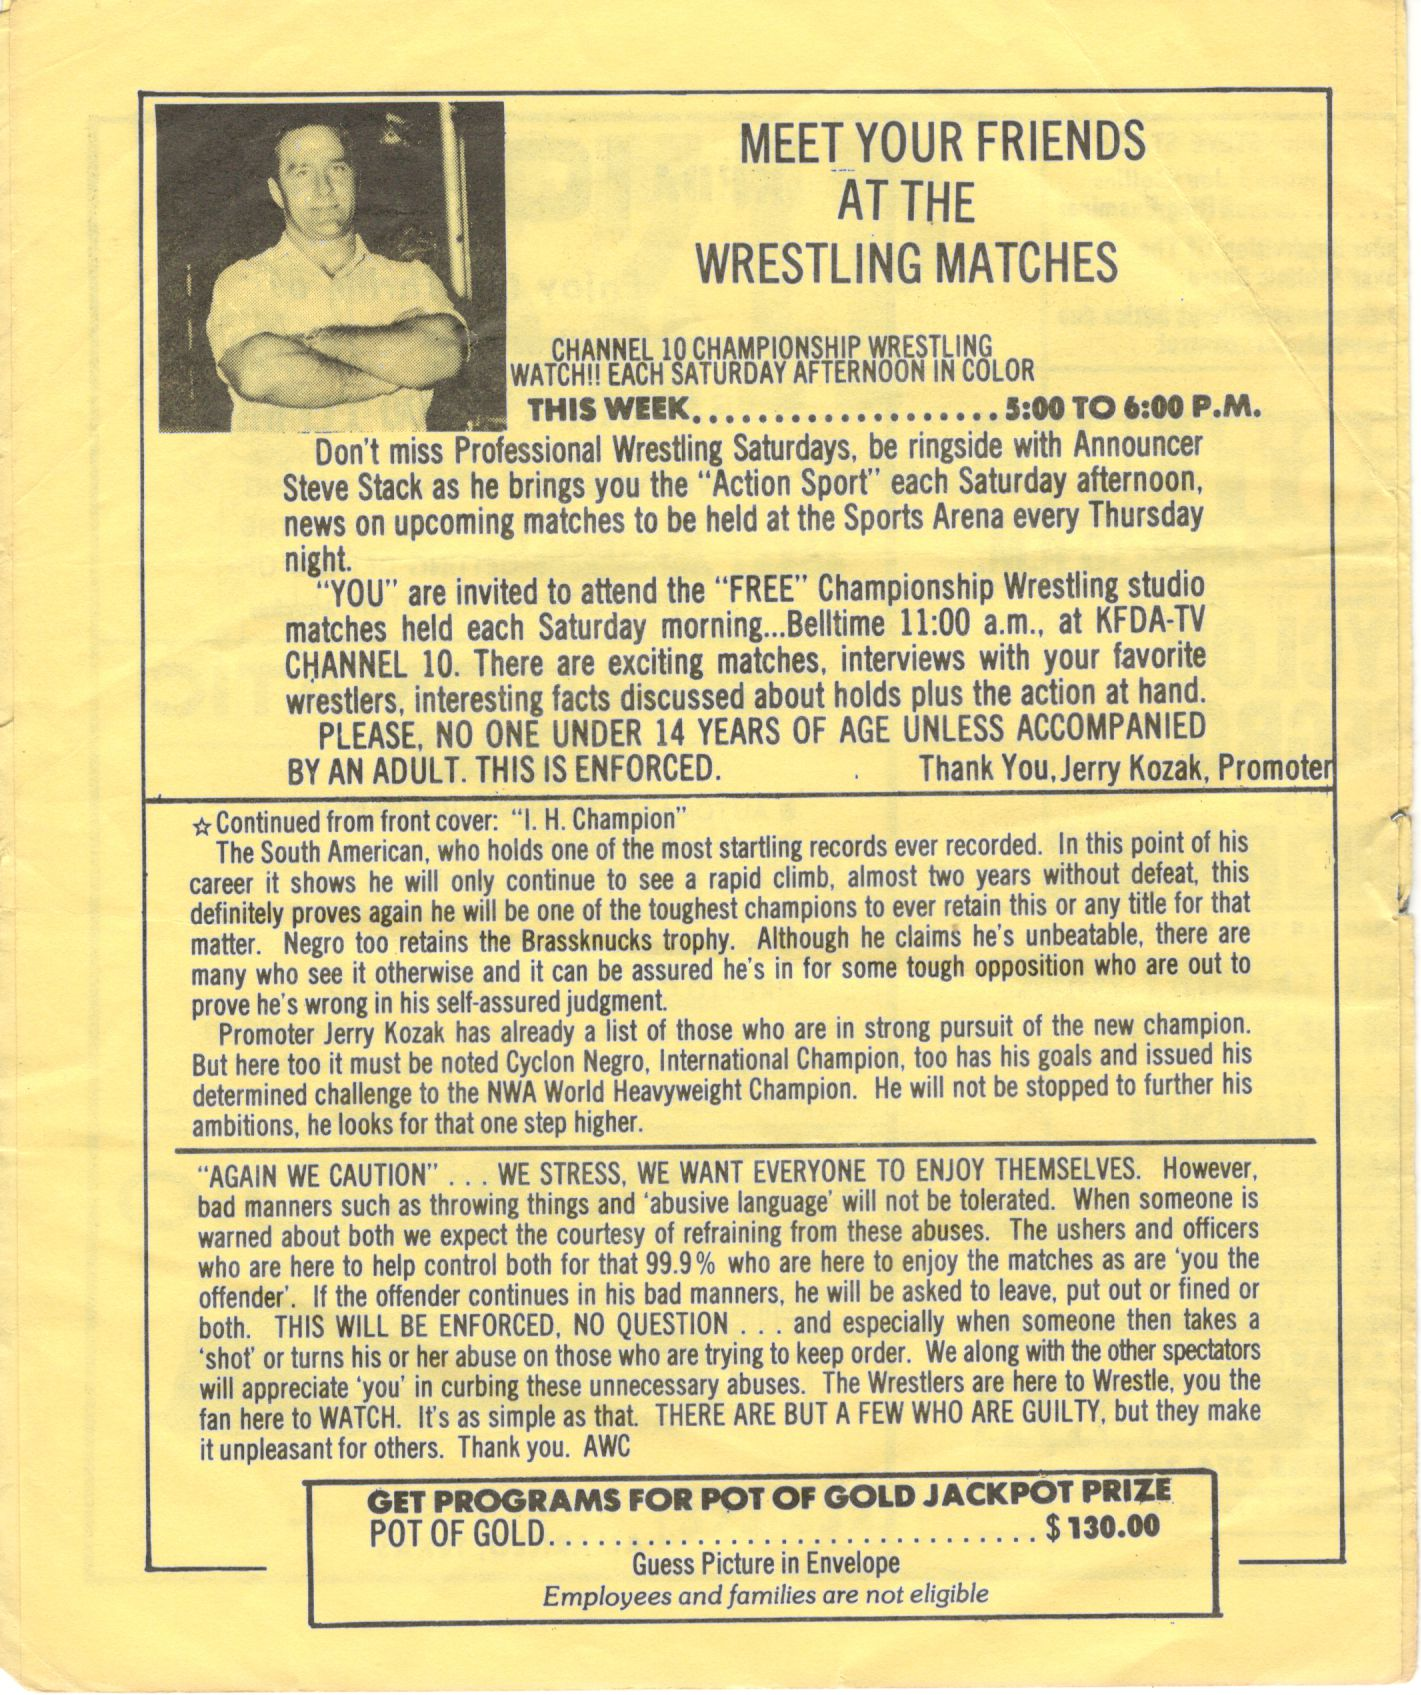 MEET YOUR FRIENDS
AT THE
WRESTLING MATCHES
CHANNEL 10 CHAMPIONSHIP WRESTLING
WATCH!! EACH SATURDAY AFTERNOON IN COLOR
THIS WEEK....................5:00 TO 6:00 P.M.
Don't miss Professional Wrestling Saturdays, be ringside with Announcer
Steve Stack as he brings you the "Action Sport" each Saturday afternoon,
news on upcoming matches to be held at the Sports Arena every Thursday
night.
"YOU" are invited to attend the "FREE" Championship Wrestling studio
matches held each Saturday morning...Belltime 11:00 a.m., at KFDA-TV
CHANNEL 10. There are exciting matches, interviews with your favorite
wrestlers, interesting facts discussed about holds plus the action at hand.
PLEASE, NO ONE UNDER 14 YEARS OF AGE UNLESS ACCOMPANIED
BY AN ADULT. THIS IS ENFORCED. Thank You, Jerry Kozak, Promoter
☆ Continued from front cover: "I. H. Champion"
The South American, who holds one of the most startling records ever recorded. In this point of his
career it shows he will only continue to see a rapid climb, almost two years without defeat, this
definitely proves again he will be one of the toughest champions to ever retain this or any title for that
matter. Negro too retains the Brassknucks trophy. Although he claims he's unbeatable, there are
many who see it otherwise and it can be assured he's in for some tough opposition who are out to
prove he's wrong in his self-assured judgment.
Promoter Jerry Kozak has already a list of those who are in strong pursuit of the new champion.
But here too it must be noted Cyclon Negro, International Champion, too has his goals and issued his
determined challenge to the NWA World Heavyweight Champion. He will not be stopped to further his
ambitions, he looks for that one step higher.
"AGAIN WE CAUTION" . . . WE STRESS, WE WANT EVERYONE TO ENJOY THEMSELVES. However,
bad manners such as throwing things and 'abusive language' will not be tolerated. When someone is
warned about both we expect the courtesy of refraining from these abuses. The ushers and officers
who are here to help control both for that 99.9% who are here to enjoy the matches as are 'you the
offender'. If the offender continues in his bad manners, he will be asked to leave, put out or fined or
both. THIS WILL BE ENFORCED, NO QUESTION . . . and especially when someone then takes a
'shot' or turns his or her abuse on those who are trying to keep order. We along with the other spectators
will appreciate 'you' in curbing these unnecessary abuses. The Wrestlers are here to Wrestle, you the
fan here to WATCH. It's as simple as that. THERE ARE BUT A FEW WHO ARE GUILTY, but they make
it unpleasant for others. Thank you. AWC
GET PROGRAMS FOR POT OF GOLD JACKPOT PRIZE
POT OF GOLD.............................. $ 130.00
Guess Picture in Envelope
Employees and families are not eligible